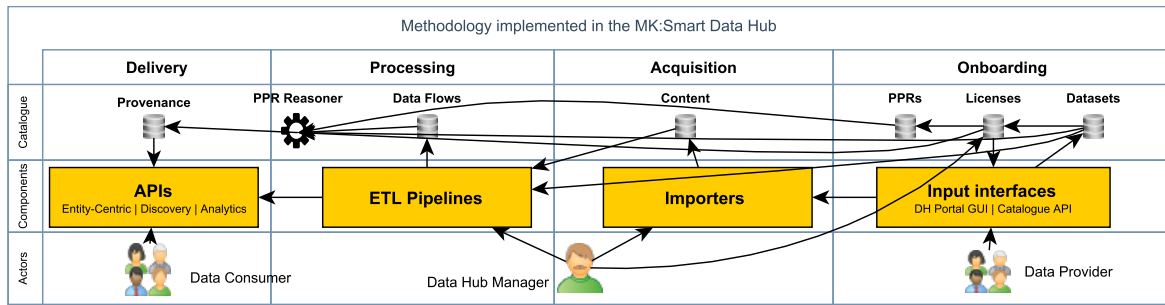 Methodology implemented in the MK:Smart Data Hub
Delivery
Processing
Acquisition
Onboarding
Catalogue
Provenance
PPR Reasoner
Data Flows
Content
PPRs
Licenses
Datasets
Components
APIs
Entity-Centric | Discovery | Analytics
ETL Pipelines
Importers
Input interfaces
DH Portal GUI | Catalogue API
Actors
Data Consumer
Data Hub Manager
Data Provider